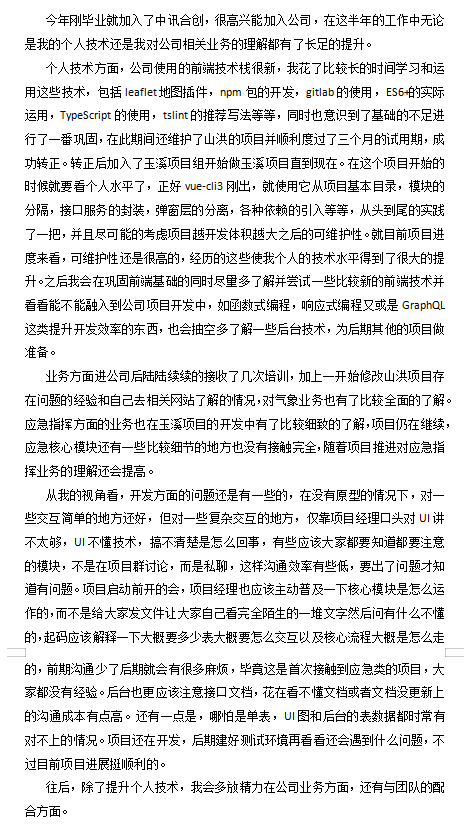 今年刚毕业就加入了中讯合创，很高兴能加入公司，在这半年的工作中无论
是我的个人技术还是我对公司相关业务的理解都有了长足的提升。
个人技术方面，公司使用的前端技术栈很新，我花了比较长的时间学习和运
用这些技术，包括 leaflet 地图插件，npm 包的开发，gitlab 的使用，ES6+的实际
运用，TypeScript 的使用，tslint 的推荐写法等等，同时也意识到了基础的不足进
行了一番巩固，在此期间还维护了山洪的项目并顺利度过了三个月的试用期，成
功转正。转正后加入了玉溪项目组开始做玉溪项目直到现在。在这个项目开始的
时候就要看个人水平了，正好 vue-cli3 刚出，就使用它从项目基本目录，模块的
分隔，接口服务的封装，弹窗层的分离，各种依赖的引入等等，从头到尾的实践
了一把，并且尽可能的考虑项目越开发体积越大之后的可维护性。就目前项目进
度来看，可维护性还是很高的，经历的这些使我个人的技术水平得到了很大的提
升。之后我会在巩固前端基础的同时尽量多了解并尝试一些比较新的前端技术并
看看能不能融入到公司项目开发中，如函数式编程，响应式编程又或是 GraphQL
这类提升开发效率的东西，也会抽空多了解一些后台技术，为后期其他的项目做
准备。
业务方面进公司后陆陆续续的接收了几次培训，加上一开始修改山洪项目存
在问题的经验和自己去相关网站了解的情况，对气象业务也有了比较全面的了解。
应急指挥方面的业务也在玉溪项目的开发中有了比较细致的了解，项目仍在继续，
应急核心模块还有一些比较细节的地方也没有接触完全，随着项目推进对应急指
挥业务的理解还会提高。
从我的视角看，开发方面的问题还是有一些的，在没有原型的情况下，对一
些交互简单的地方还好，但对一些复杂交互的地方，仅靠项目经理口头对 UI 讲
不太够，UI 不懂技术，搞不清楚是怎么回事，有些应该大家都要知道都要注意
的模块，不是在项目群讨论，而是私聊，这样沟通效率有些低，要出了问题才知
道有问题。项目启动前开的会，项目经理也应该主动普及一下核心模块是怎么运
作的，而不是给大家发文件让大家自己看完全陌生的一堆文字然后问有什么不懂
的，起码应该解释一下大概要多少表大概要怎么交互以及核心流程大概是怎么走
的，前期沟通少了后期就会有很多麻烦，毕竟这是首次接触到应急类的项目，大
家都没有经验。后台也更应该注意接口文档，花在看不懂文档或者文档没更新上
的沟通成本有点高。还有一点是，哪怕是单表，UI 图和后台的表数据都时常有
对不上的情况。项目还在开发，后期建好测试环境再看看还会遇到什么问题，不
过目前项目进展挺顺利的。
往后，除了提升个人技术，我会多放精力在公司业务方面，还有与团队的配
合方面。